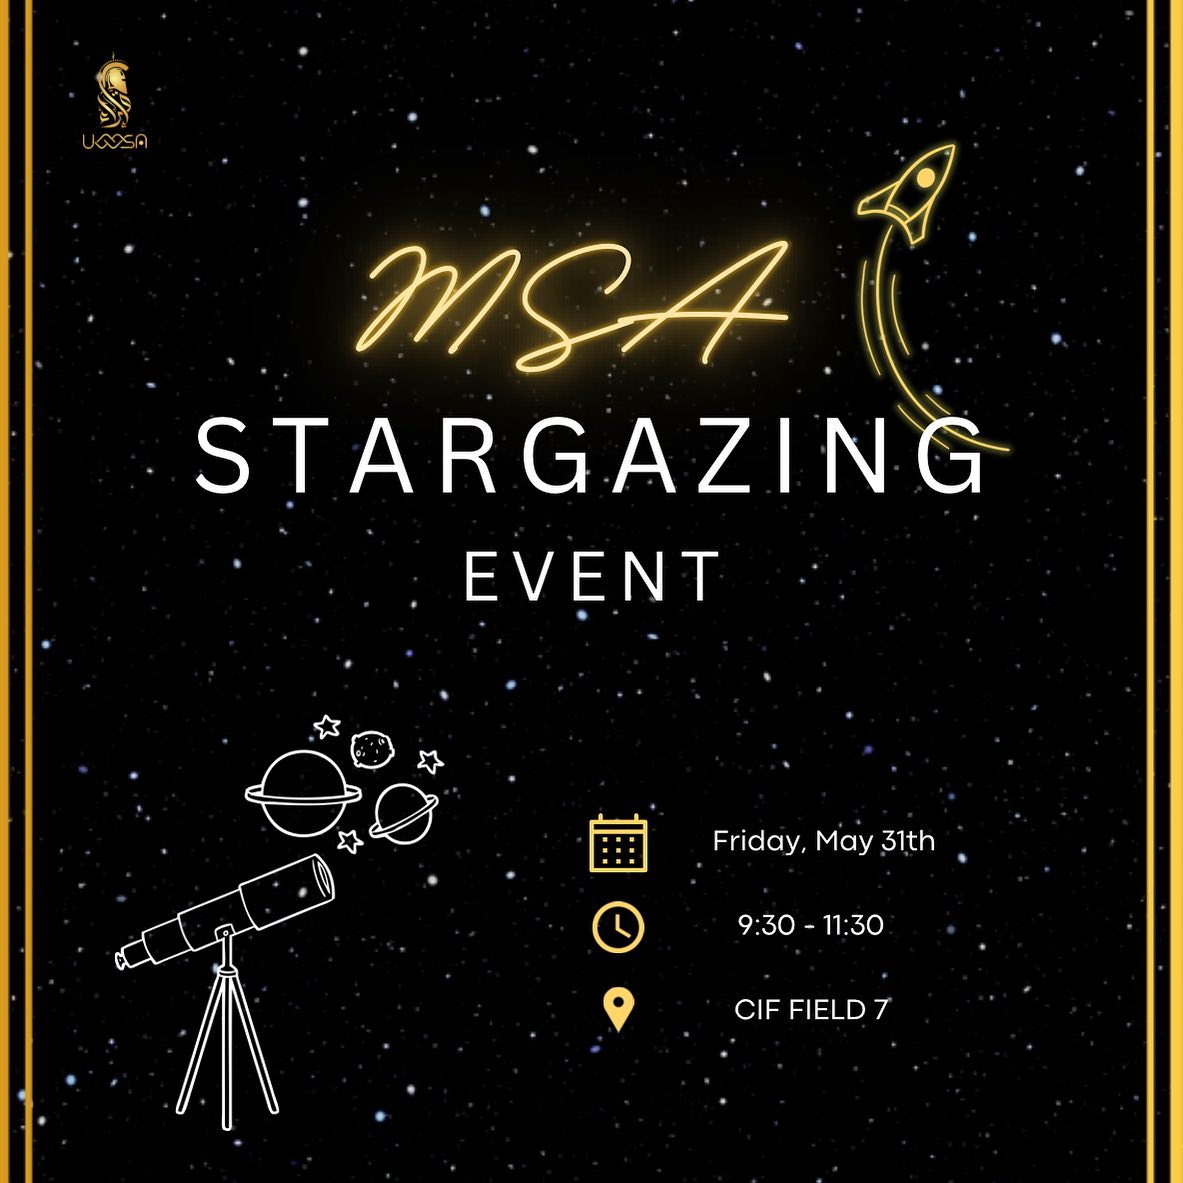 MSA
STARGAZING
EVENT
Friday, May 31th
9:30 - 11:30
CIF FIELD 7